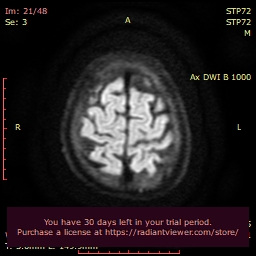 Im: 21/48
Se: 3
A
STP72
STP72
M
Ax DWI B 1000
R
L
You have 30 days left in your trial period.
Purchase a license at https://radiantviewer.com/store/